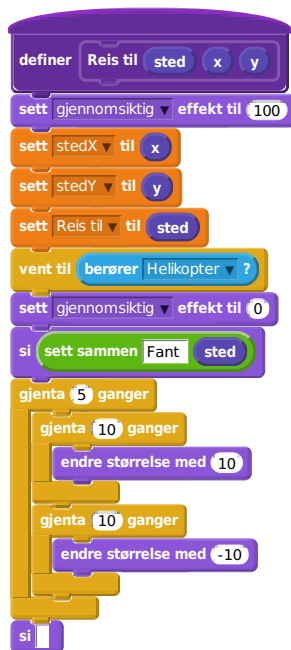 definer Reis til sted x y
sett gjennomsiktig effekt til 100
sett stedX til x
sett stedY til y
sett Reis til til sted
vent til berører Helikopter ?
sett gjennomsiktig effekt til 0
si sett sammen Fant sted
gjenta 5 ganger
gjenta 10 ganger
endre størrelse med 10
gjenta 10 ganger
endre størrelse med -10
si